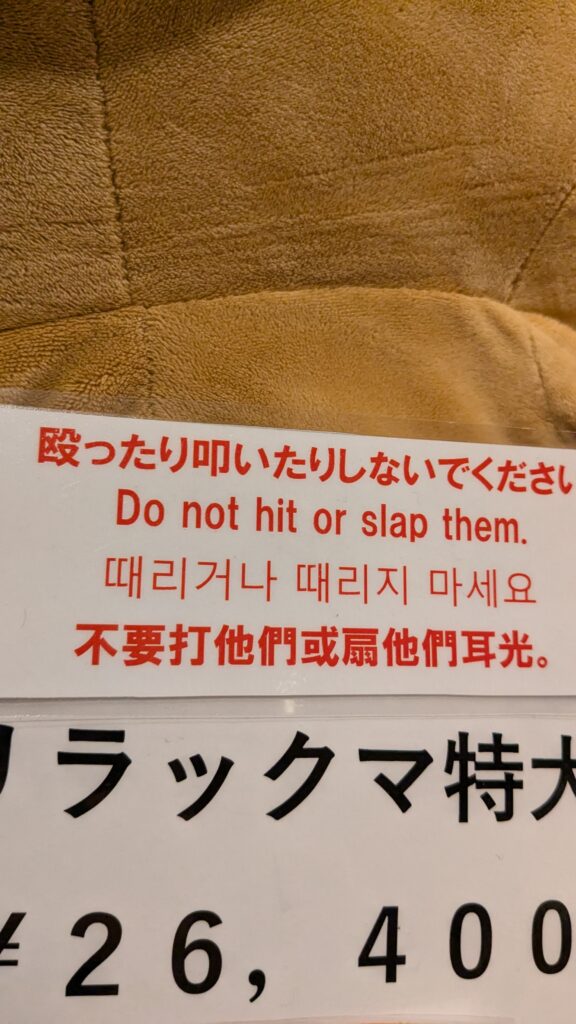 殴ったり叩いたりしないでください
Do not hit or slap them.
때리거나 때리지 마세요
不要打他們或扇他們耳光。
リラックマ特大
¥26,400